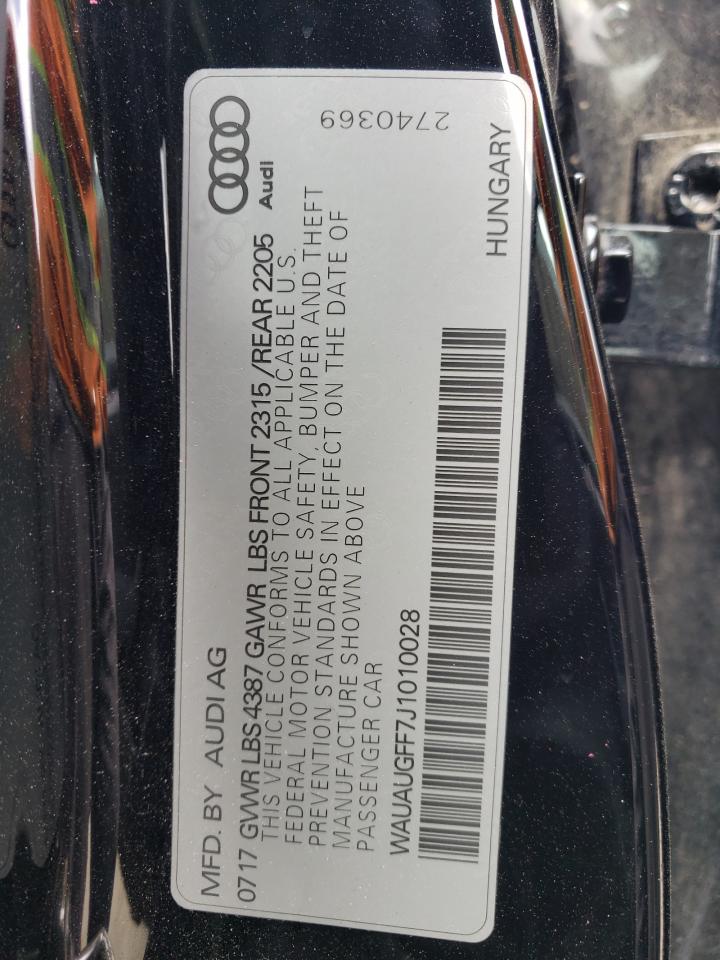 MFD. BY AUDI AG
0717 GVWR LBS 4387 GAWR LBS FRONT 2315 /REAR 2205
THIS VEHICLE CONFORMS TO ALL APPLICABLE U.S.
FEDERAL MOTOR VEHICLE SAFETY, BUMPER AND THEFT
PREVENTION STANDARDS IN EFFECT ON THE DATE OF
MANUFACTURE SHOWN ABOVE
PASSENGER CAR
WAUAUGFF7J1010028
Audi
2740369
HUNGARY